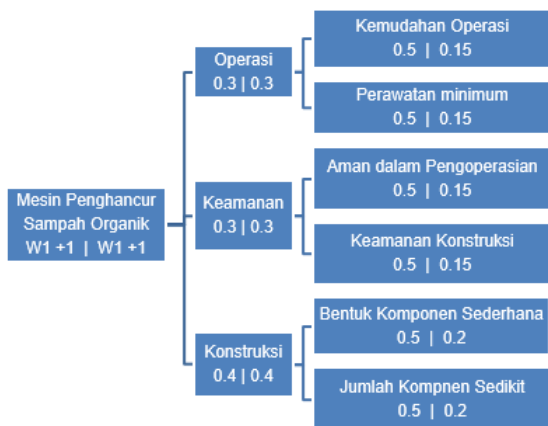 Mesin Penghancur
Sampah Organik
W1 +1 | W1 +1
Operasi
0.3 | 0.3
Kemudahan Operasi
0.5 | 0.15
Perawatan minimum
0.5 | 0.15
Keamanan
0.3 | 0.3
Aman dalam Pengoperasian
0.5 | 0.15
Keamanan Konstruksi
0.5 | 0.15
Konstruksi
0.4 | 0.4
Bentuk Komponen Sederhana
0.5 | 0.2
Jumlah Kompnen Sedikit
0.5 | 0.2